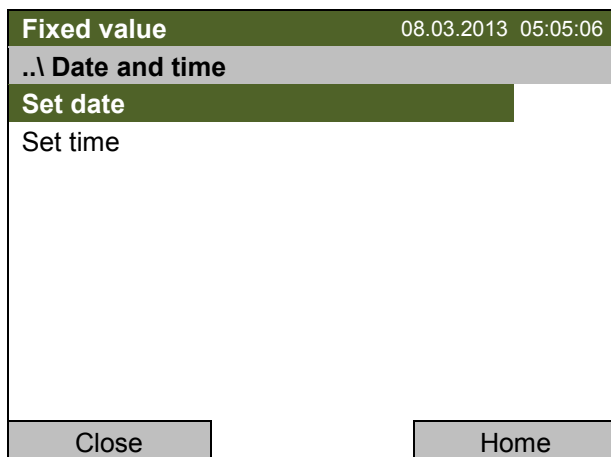 Fixed value 08.03.2013 05:05:06
..\ Date and time
Set date
Set time
Close Home